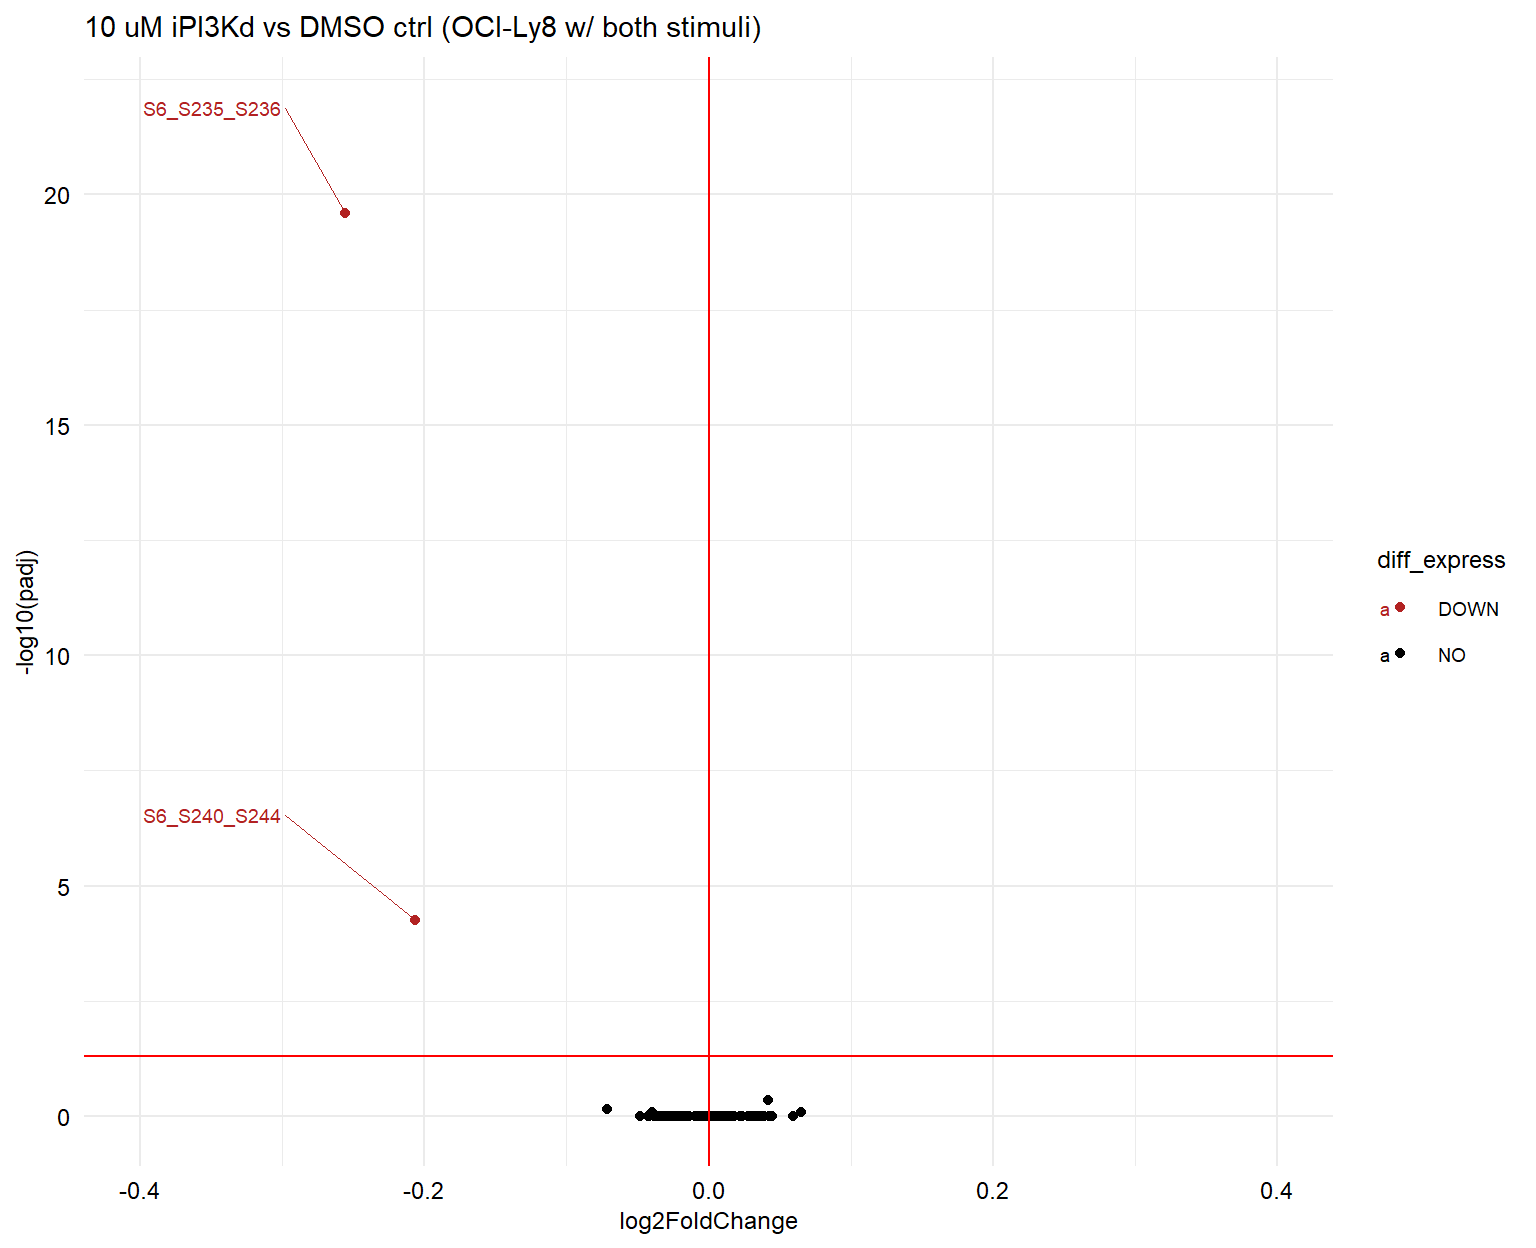 10 uM iPI3Kd vs DMSO ctrl (OCI-Ly8 w/ both stimuli)
S6_S235_S236
20
15
-log10(padj)
10
S6_S240_S244
5
0
-0.4
-0.2
0.0
0.2
0.4
log2FoldChange
diff_express
a DOWN
a NO